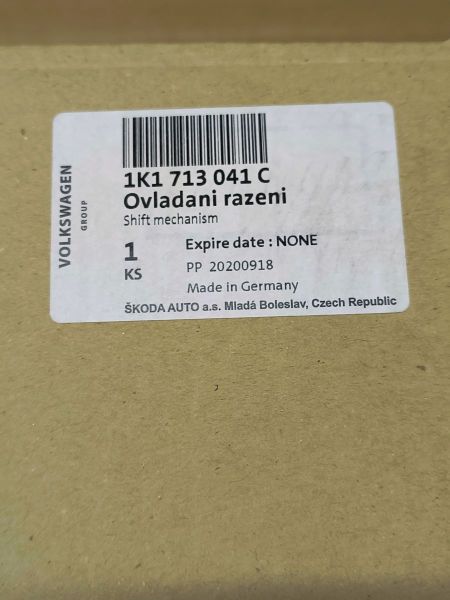 VOLKSWAGEN
GROUP
1K1 713 041 C
Ovladani razeni
Shift mechanism
1
KS
Expire date : NONE
PP 20200918
Made in Germany
ŠKODA AUTO a.s. Mladá Boleslav, Czech Republic